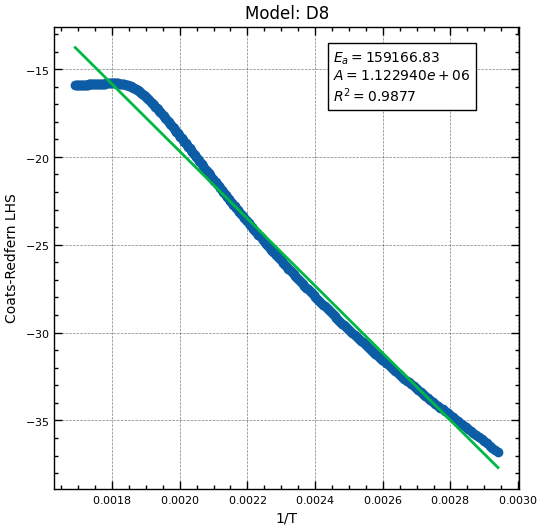 Model: D8
E_a = 159166.83
A = 1.122940e + 06
R² = 0.9877
Coats-Redfern LHS
−15
−20
−25
−30
−35
0.0018 0.0020 0.0022 0.0024 0.0026 0.0028 0.0030
1/T